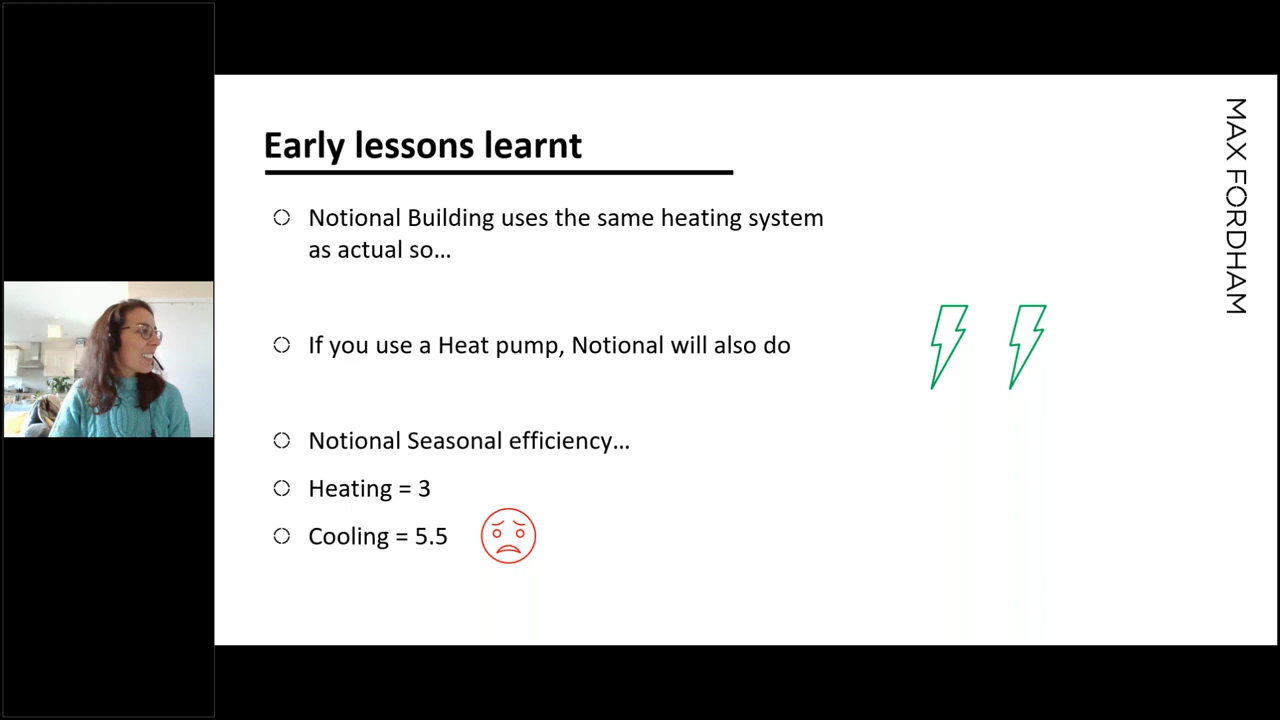 Early lessons learnt
Notional Building uses the same heating system
as actual so...
If you use a Heat pump, Notional will also do
Notional Seasonal efficiency...
Heating = 3
Cooling = 5.5
MAX FORDHAM